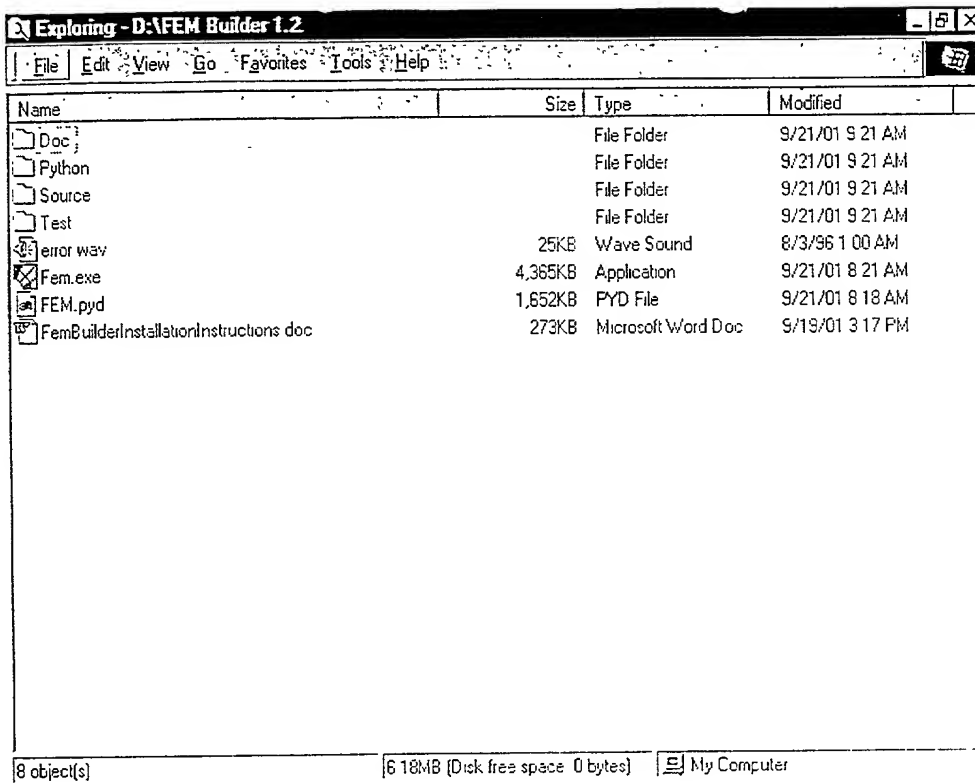 Exploring - D:\FEM Builder 1.2
File Edit View Go Favorites Tools Help
Name Size Type Modified
Doc File Folder 9/21/01 9 21 AM
Python File Folder 9/21/01 9 21 AM
Source File Folder 9/21/01 9 21 AM
Test File Folder 9/21/01 9 21 AM
error wav 25KB Wave Sound 8/3/96 1 00 AM
Fem.exe 4,365KB Application 9/21/01 8 21 AM
FEM.pyd 1,652KB PYD File 9/21/01 8 18 AM
FemBuilderInstallationInstructions doc 273KB Microsoft Word Doc 9/19/01 3 17 PM
8 object(s) 6 18MB (Disk free space 0 bytes) My Computer